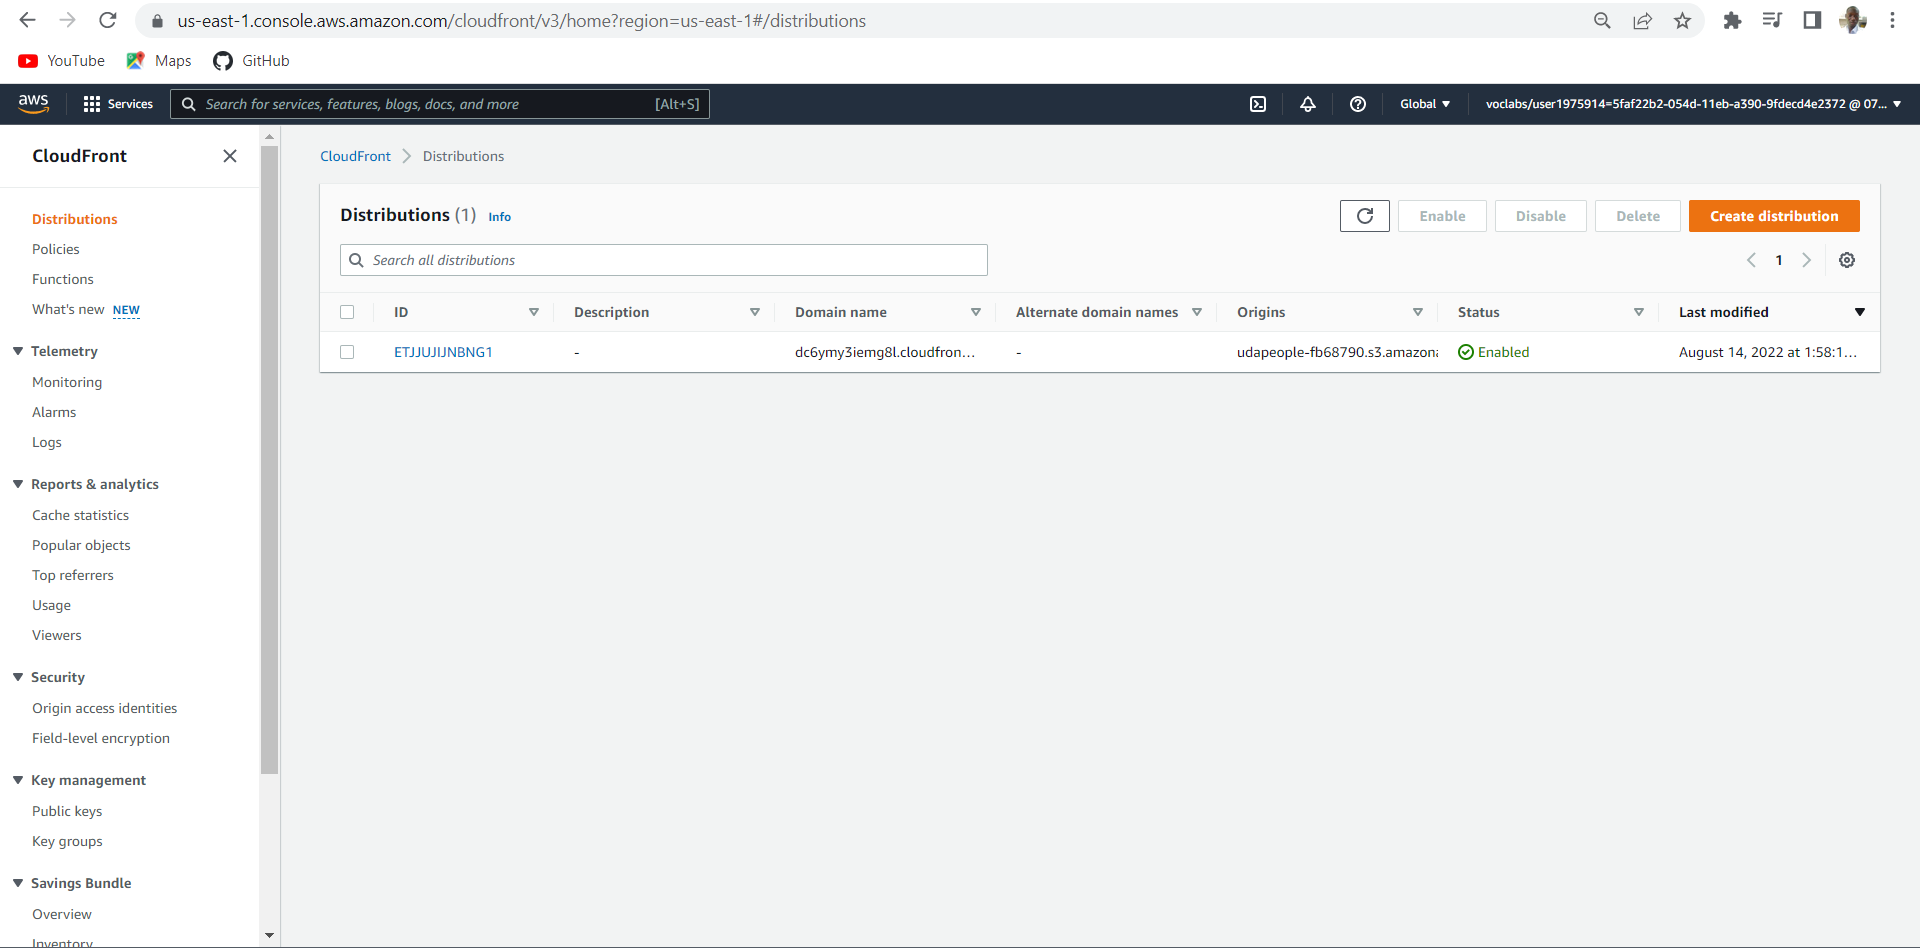 us-east-1.console.aws.amazon.com/cloudfront/v3/home?region=us-east-1#/distributions
YouTube Maps GitHub
aws Services Search for services, features, blogs, docs, and more [Alt+S] Global voclabs/user1975914=5faf22b2-054d-11eb-a390-9fdecd4e2372 @ 07...
CloudFront
Distributions
Policies
Functions
What's new NEW
Telemetry
Monitoring
Alarms
Logs
Reports & analytics
Cache statistics
Popular objects
Top referrers
Usage
Viewers
Security
Origin access identities
Field-level encryption
Key management
Public keys
Key groups
Savings Bundle
Overview
Inventory
CloudFront Distributions
Distributions (1) Info Enable Disable Delete Create distribution
Search all distributions 1
ID Description Domain name Alternate domain names Origins Status Last modified
ETJJUJIJNBNG1 - dc6ymy3iemg8l.cloudfron... - udapeople-fb68790.s3.amazona Enabled August 14, 2022 at 1:58:1...